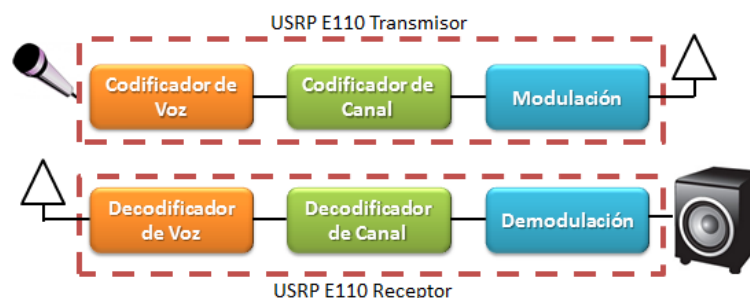 USRP E110 Transmisor
Codificador de
Voz
Codificador de
Canal
Modulación
Decodificador
de Voz
Decodificador
de Canal
Demodulación
USRP E110 Receptor